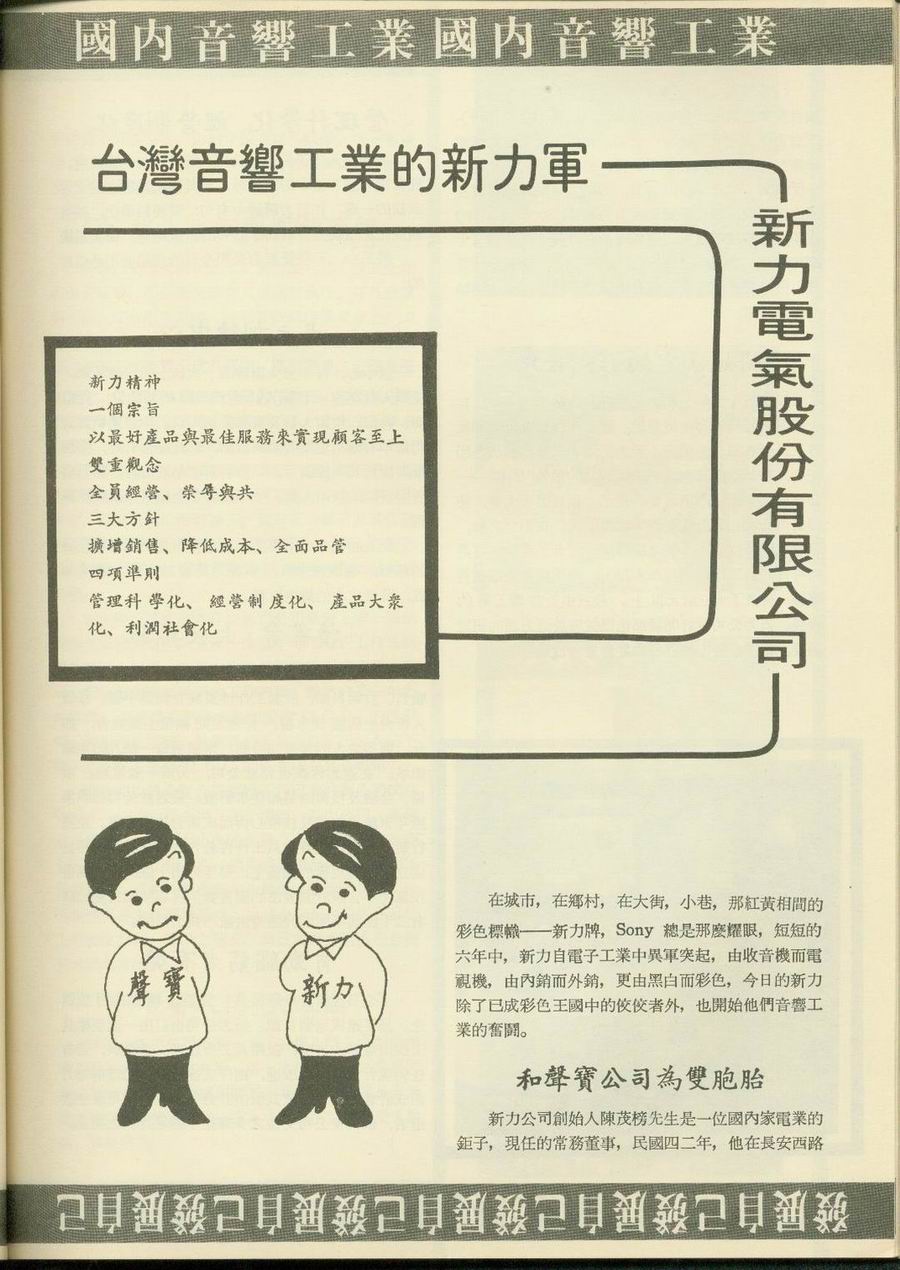 國內音響工業國內音響工業
台灣音響工業的新力軍
新力電氣股份有限公司
新力精神
一個宗旨
以最好產品與最佳服務來實現顧客至上
雙重觀念
全員經營、榮辱與共
三大方針
擴增銷售、降低成本、全面品管
四項準則
管理科學化、經營制度化、產品大衆
化、利潤社會化
聲寶
新力
在城市，在鄉村，在大街，小巷，那紅黃相間的
彩色標幟——新力牌，Sony 總是那麼耀眼，短短的
六年中，新力自電子工業中異軍突起，由收音機而電
視機，由內銷而外銷，更由黑白而彩色，今日的新力
除了已成彩色王國中的佼佼者外，也開始他們音響工
業的奮鬪。
和聲寶公司為雙胞胎
新力公司創始人陳茂榜先生是一位國內家電業的
鉅子，現任的常務董事，民國四二年，他在長安西路
發展自己發展自己發展自己發展自己發展自己